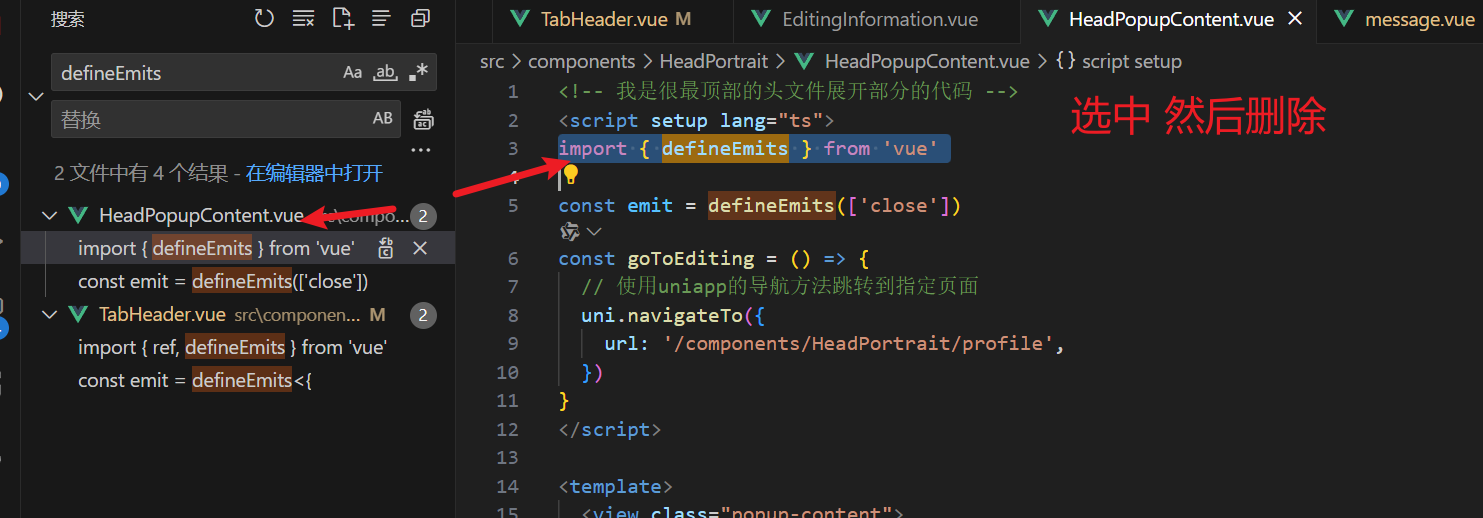 搜索
defineEmits
Aa ab .*
替换
AB
2 文件中有 4 个结果 - 在编辑器中打开
HeadPopupContent.vue src\compo... 2
import { defineEmits } from 'vue'
const emit = defineEmits(['close'])
TabHeader.vue src\componen... M 2
import { ref, defineEmits } from 'vue'
const emit = defineEmits<{
TabHeader.vue M
EditingInformation.vue
HeadPopupContent.vue
message.vue
src > components > HeadPortrait > HeadPopupContent.vue > {} script setup
1 <!-- 我是很最顶部的头文件展开部分的代码 -->
2 <script setup lang="ts">
3 import { defineEmits } from 'vue'
4
5 const emit = defineEmits(['close'])
6 const goToEditing = () => {
7 // 使用uniapp的导航方法跳转到指定页面
8 uni.navigateTo({
9 url: '/components/HeadPortrait/profile',
10 })
11 }
12 </script>
13
14 <template>
15 <view class="popup-content">
选中 然后删除